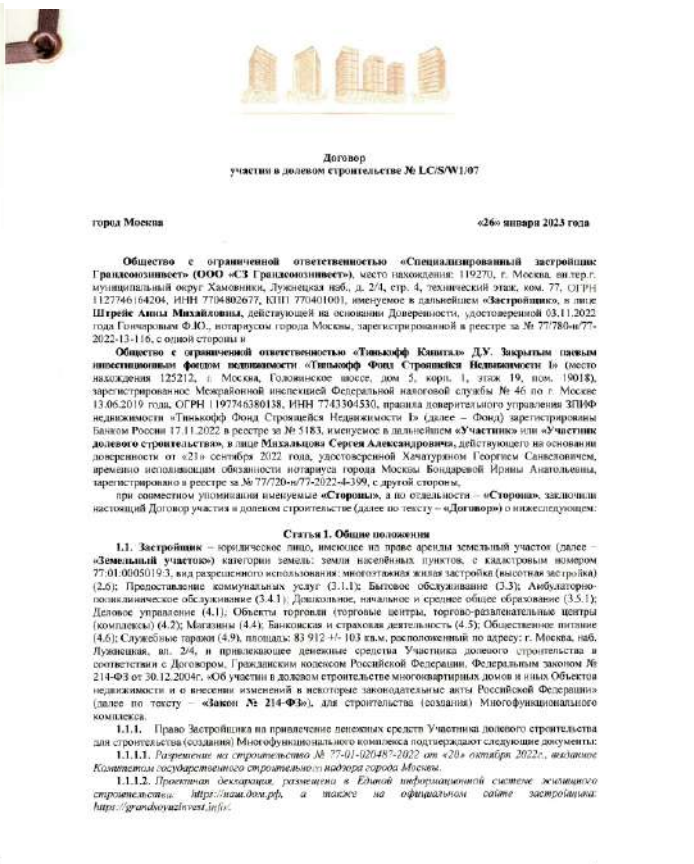 Договор
участия в долевом строительстве № LC/S/W1/07
город Москва «26» января 2023 года
Общество с ограниченной ответственностью «Специализированный застройщик
Грандсоюзинвест» (ООО «СЗ Грандсоюзинвест»), место нахождения: 119270, г. Москва, вн.тер.г.
муниципальный округ Хамовники, Лужнецкая наб., д. 2/4, стр. 4, технический этаж, ком. 77, ОГРН
1127746164204, ИНН 7704802677, КПП 770401001, именуемое в дальнейшем «Застройщик», в лице
Штрейс Анны Михайловны, действующей на основании Доверенности, удостоверенной 03.11.2022
года Гончаровым Ф.Ю., нотариусом города Москвы, зарегистрированной в реестре за № 77/780-н/77-
2022-13-116, с одной стороны и
Общество с ограниченной ответственностью «Тинькофф Капитал» Д.У. Закрытым паевым
инвестиционным фондом недвижимости «Тинькофф Фонд Строящейся Недвижимости 1» (место
нахождения 125212, г. Москва, Головинское шоссе, дом 5, корп. 1, этаж 19, пом. 19018),
зарегистрированное Межрайонной инспекцией Федеральной налоговой службы № 46 по г. Москве
13.06.2019 года, ОГРН 1197746380138, ИНН 7743304530, правила доверительного управления ЗПИФ
недвижимости «Тинькофф Фонд Строящейся Недвижимости 1» (далее – Фонд) зарегистрированы
Банком России 17.11.2022 в реестре за № 5183, именуемое в дальнейшем «Участник» или «Участник
долевого строительства», в лице Михальцова Сергея Александровича, действующего на основании
доверенности от «21» сентября 2022 года, удостоверенной Хачатуряном Георгием Санвеловичем,
временно исполняющим обязанности нотариуса города Москвы Бондаревой Ирины Анатольевны,
зарегистрировано в реестре за № 77/720-н/77-2022-4-399, с другой стороны,
при совместном упоминании именуемые «Стороны», а по отдельности – «Сторона», заключили
настоящий Договор участия в долевом строительстве (далее по тексту – «Договор») о нижеследующем:
Статья 1. Общие положения
1.1. Застройщик – юридическое лицо, имеющее на праве аренды земельный участок (далее –
«Земельный участок») категории земель: земли населённых пунктов, с кадастровым номером
77:01:0005019:3, вид разрешенного использования: многоэтажная жилая застройка (высотная застройка)
(2.6); Предоставление коммунальных услуг (3.1.1); Бытовое обслуживание (3.3); Амбулаторно-
поликлиническое обслуживание (3.4.1); Дошкольное, начальное и среднее общее образование (3.5.1);
Деловое управление (4.1); Объекты торговли (торговые центры, торгово-развлекательные центры
(комплексы) (4.2); Магазины (4.4); Банковская и страховая деятельность (4.5); Общественное питание
(4.6); Служебные гаражи (4.9), площадь: 83 912 +/- 103 кв.м, расположенный по адресу: г. Москва, наб.
Лужнецкая, вл. 2/4, и привлекающее денежные средства Участника долевого строительства в
соответствии с Договором, Гражданским кодексом Российской Федерации, Федеральным законом №
214-ФЗ от 30.12.2004г. «Об участии в долевом строительстве многоквартирных домов и иных Объектов
недвижимости и о внесении изменений в некоторые законодательные акты Российской Федерации»
(далее по тексту – «Закон № 214-ФЗ»), для строительства (создания) Многофункционального
комплекса.
1.1.1. Право Застройщика на привлечение денежных средств Участника долевого строительства
для строительства (создания) Многофункционального комплекса подтверждают следующие документы:
1.1.1.1. Разрешение на строительство № 77-01-020487-2022 от «20» октября 2022г., выданное
Комитетом государственного строительного надзора города Москвы.
1.1.1.2. Проектная декларация, размещена в Единой информационной системе жилищного
строительства: https://наш.дом.рф, а также на официальном сайте застройщика:
https://grandsoyuzinvest.info/.